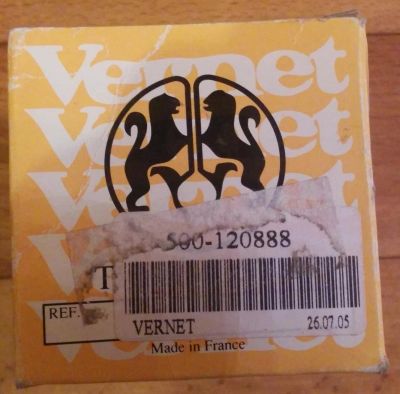 Vernet
Vernet
Vernet
500-120888
T
REF.
VERNET 26.07.05
Made in France